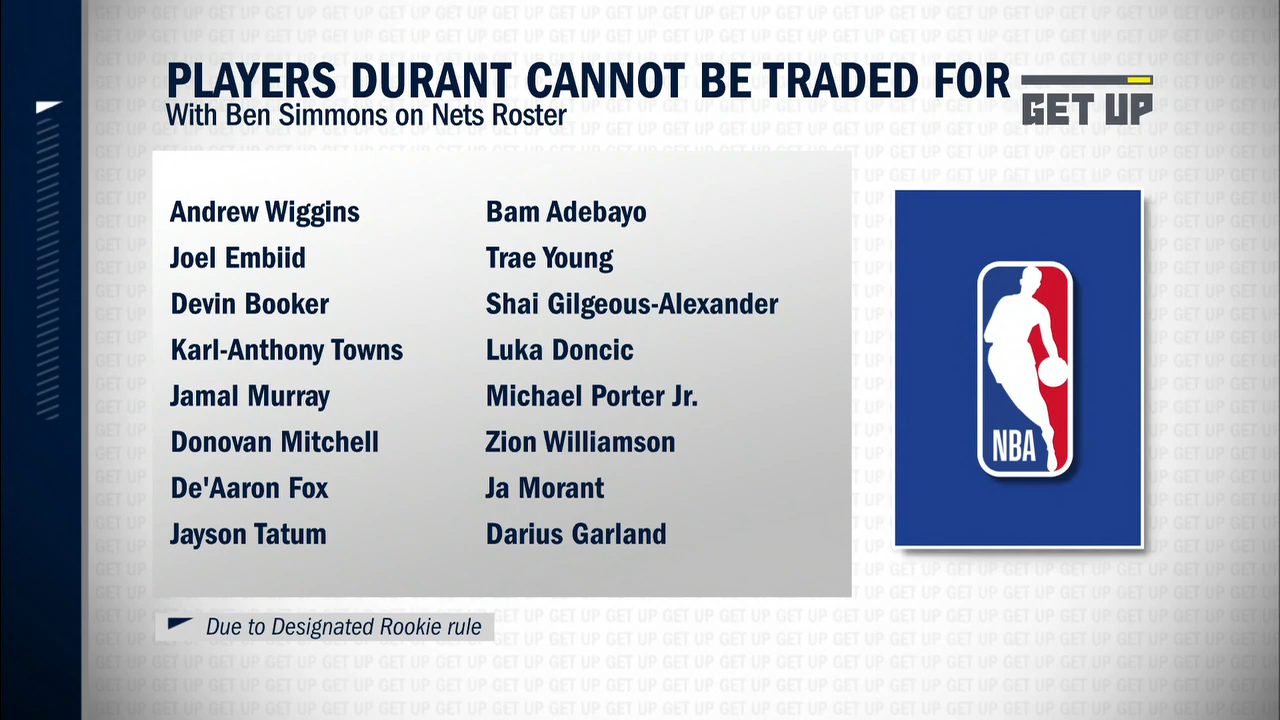 PLAYERS DURANT CANNOT BE TRADED FOR
With Ben Simmons on Nets Roster
GET UP
Andrew Wiggins
Joel Embiid
Devin Booker
Karl-Anthony Towns
Jamal Murray
Donovan Mitchell
De'Aaron Fox
Jayson Tatum
Bam Adebayo
Trae Young
Shai Gilgeous-Alexander
Luka Doncic
Michael Porter Jr.
Zion Williamson
Ja Morant
Darius Garland
NBA
Due to Designated Rookie rule